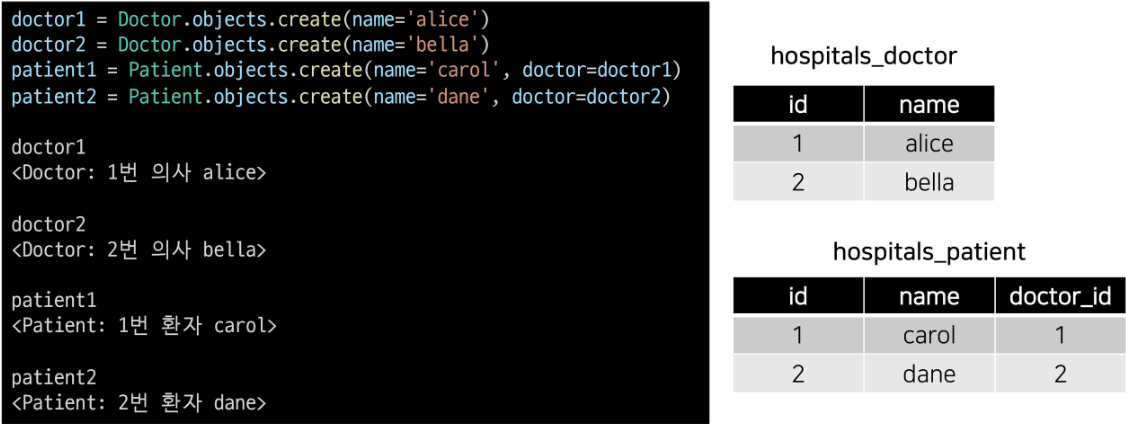 doctor1 = Doctor.objects.create(name='alice')
doctor2 = Doctor.objects.create(name='bella')
patient1 = Patient.objects.create(name='carol', doctor=doctor1)
patient2 = Patient.objects.create(name='dane', doctor=doctor2)
doctor1
<Doctor: 1번 의사 alice>
doctor2
<Doctor: 2번 의사 bella>
patient1
<Patient: 1번 환자 carol>
patient2
<Patient: 2번 환자 dane>
hospitals_doctor
id name
1 alice
2 bella
hospitals_patient
id name doctor_id
1 carol 1
2 dane 2